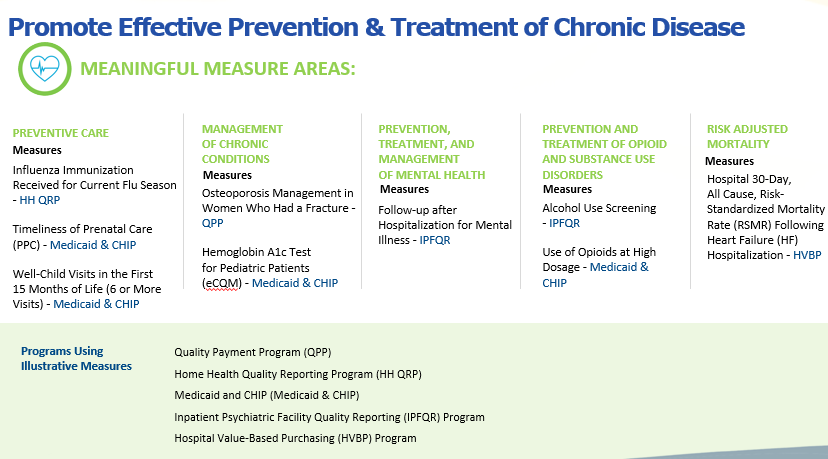 Promote Effective Prevention & Treatment of Chronic Disease
MEANINGFUL MEASURE AREAS:
PREVENTIVE CARE
Measures
Influenza Immunization
Received for Current Flu Season
- HH QRP
Timeliness of Prenatal Care
(PPC) - Medicaid & CHIP
Well-Child Visits in the First
15 Months of Life (6 or More
Visits) - Medicaid & CHIP
MANAGEMENT
OF CHRONIC
CONDITIONS
Measures
Osteoporosis Management in
Women Who Had a Fracture -
QPP
Hemoglobin A1c Test
for Pediatric Patients
(eCQM) - Medicaid & CHIP
PREVENTION,
TREATMENT, AND
MANAGEMENT
OF MENTAL HEALTH
Measures
Follow-up after
Hospitalization for Mental
Illness - IPFQR
PREVENTION AND
TREATMENT OF OPIOID
AND SUBSTANCE USE
DISORDERS
Measures
Alcohol Use Screening
- IPFQR
Use of Opioids at High
Dosage - Medicaid &
CHIP
RISK ADJUSTED
MORTALITY
Measures
Hospital 30-Day,
All Cause, Risk-
Standardized Mortality
Rate (RSMR) Following
Heart Failure (HF)
Hospitalization - HVBP
Programs Using
Illustrative Measures
Quality Payment Program (QPP)
Home Health Quality Reporting Program (HH QRP)
Medicaid and CHIP (Medicaid & CHIP)
Inpatient Psychiatric Facility Quality Reporting (IPFQR) Program
Hospital Value-Based Purchasing (HVBP) Program